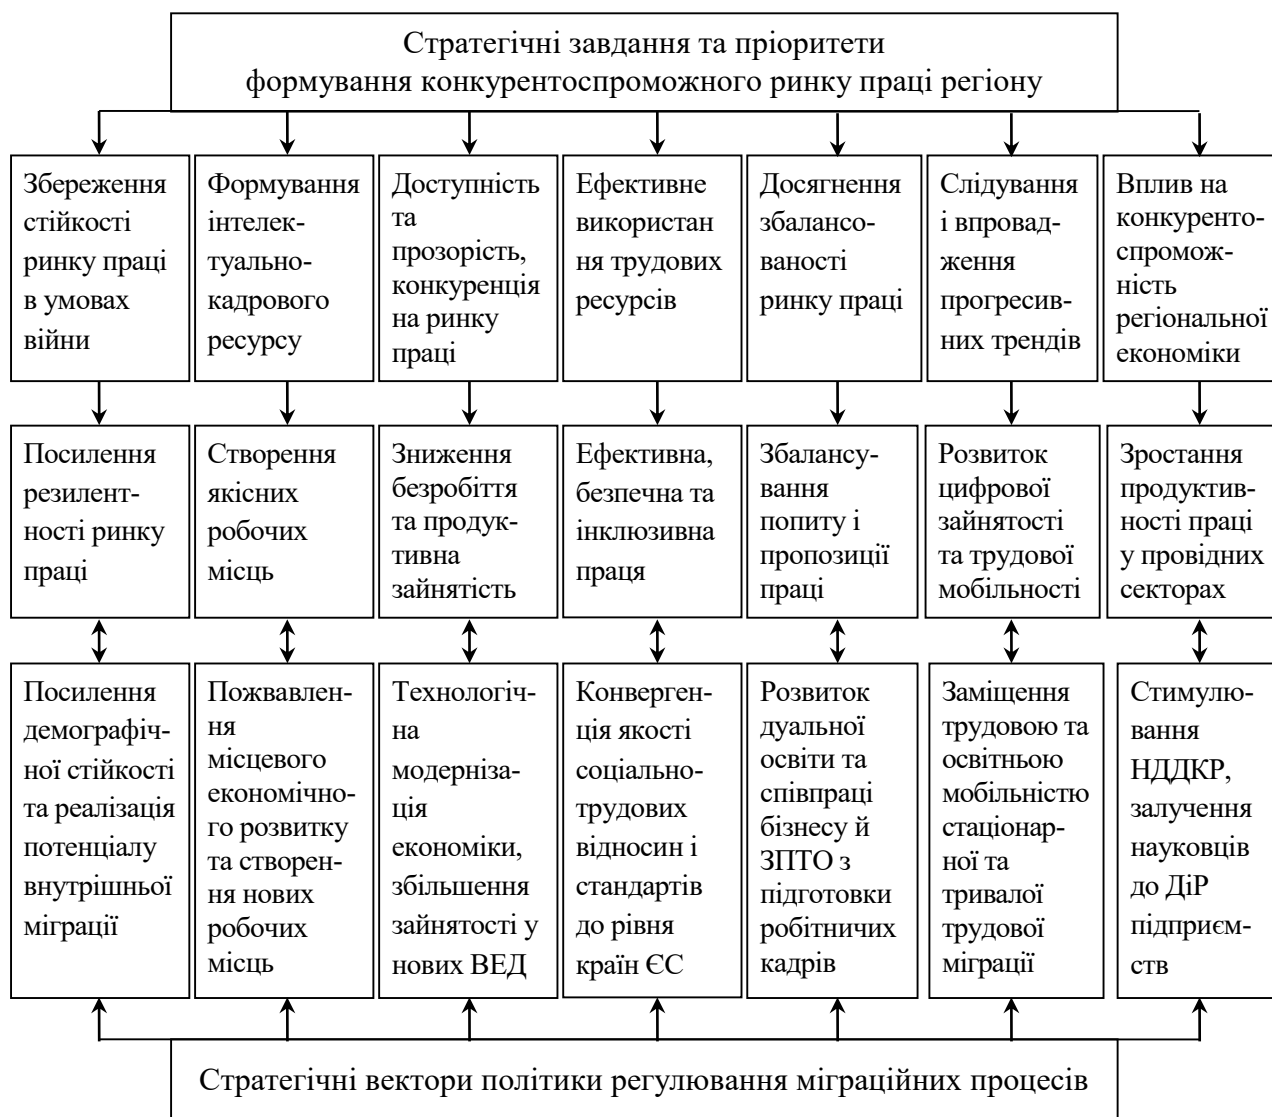 Стратегічні завдання та пріоритети
формування конкурентоспроможного ринку праці регіону
Збереження
стійкості
ринку праці
в умовах
війни
Формування
інтелек-
туально-
кадрового
ресурсу
Доступність
та
прозорість,
конкуренція
на ринку
праці
Ефективне
використан
ня трудових
ресурсів
Досягнення
збалансо-
ваності
ринку праці
Слідування
і впровад-
ження
прогресив-
них трендів
Вплив на
конкуренто-
спромож-
ність
регіональної
економіки
Посилення
резилент-
ності ринку
праці
Створення
якісних
робочих
місць
Зниження
безробіття
та продук-
тивна
зайнятість
Ефективна,
безпечна та
інклюзивна
праця
Збалансу-
вання
попиту і
пропозиції
праці
Розвиток
цифрової
зайнятості
та трудової
мобільності
Зростання
продуктив-
ності праці
у провідних
секторах
Посилення
демографіч-
ної стійкості
та реалізація
потенціалу
внутрішньої
міграції
Пожвавлен-
ня
місцевого
економічно-
го розвитку
та створен-
ня нових
робочих
місць
Технологіч-
на
модерніза-
ція
економіки,
збільшення
зайнятості у
нових ВЕД
Конверген-
ція якості
соціально-
трудових
відносин і
стандартів
до рівня
країн ЄС
Розвиток
дуальної
освіти та
співпраці
бізнесу й
ЗПТО з
підготовки
робітничих
кадрів
Заміщення
трудовою та
освітньою
мобільністю
стаціонар-
ної та
тривалої
трудової
міграції
Стимулю-
вання
НДДКР,
залучення
науковців
до ДіР
підприєм-
ств
Стратегічні вектори політики регулювання міграційних процесів